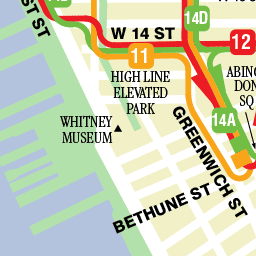 14D
W 14 ST
12
11
HIGH LINE
ELEVATED
PARK
ABING
DON
SQ
WHITNEY
MUSEUM
14A
GREENWICH ST
BETHUNE ST
ST ST